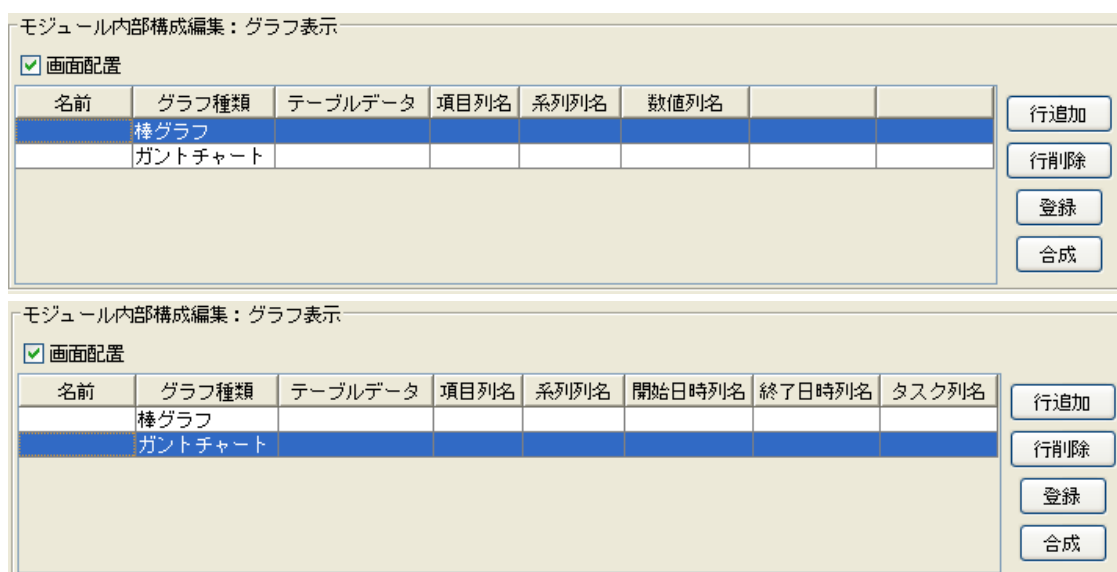 モジュール内部構成編集：グラフ表示
画面配置
名前 グラフ種類 テーブルデータ 項目列名 系列列名 数値列名
棒グラフ
ガントチャート
行追加
行削除
登録
合成
モジュール内部構成編集：グラフ表示
画面配置
名前 グラフ種類 テーブルデータ 項目列名 系列列名 開始日時列名 終了日時列名 タスク列名
棒グラフ
ガントチャート
行追加
行削除
登録
合成